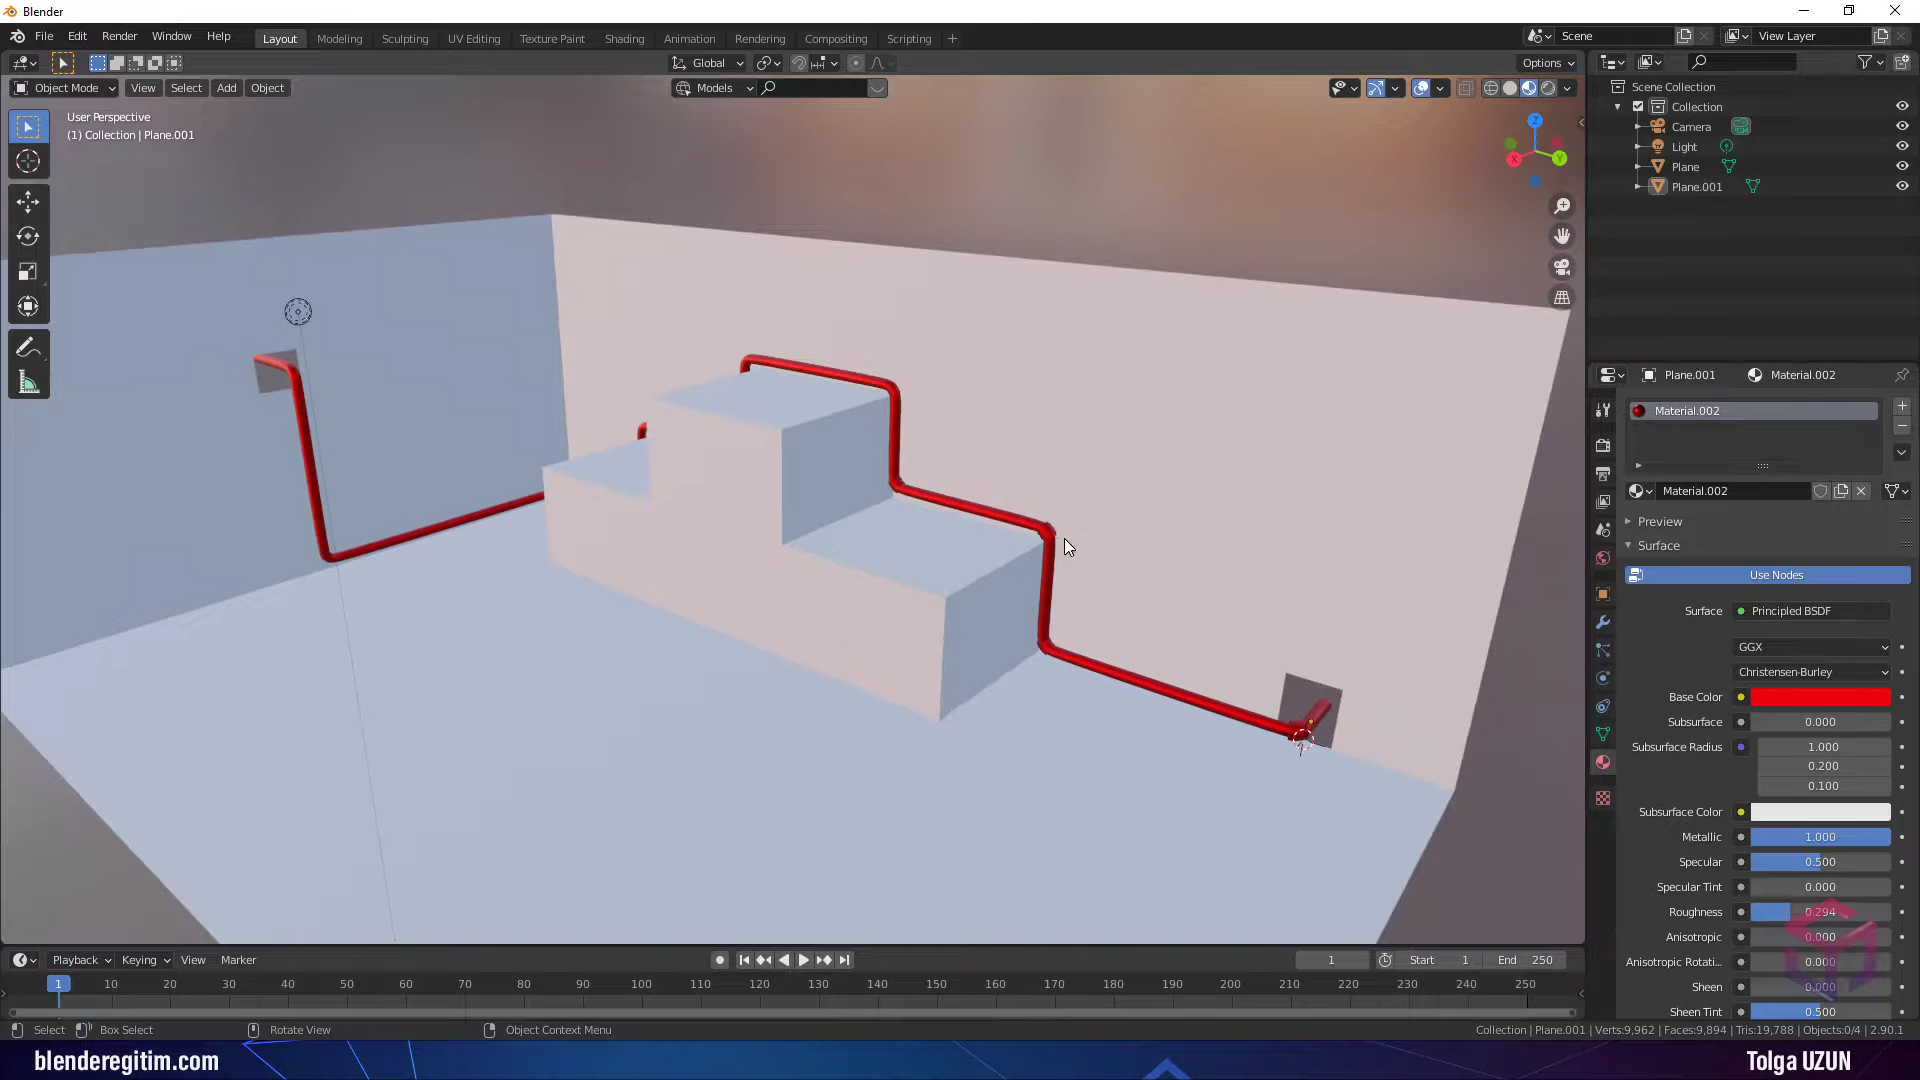 Blender
File Edit Render Window Help
Layout Modeling Sculpting UV Editing Texture Paint Shading Animation Rendering Compositing Scripting +
Scene
View Layer
Global
Options
Object Mode View Select Add Object
Models
User Perspective
(1) Collection | Plane.001
Z
X
Y
Scene Collection
Collection
Camera
Light
Plane
Plane.001
Plane.001 Material.002
Material.002
Material.002
Preview
Surface
Use Nodes
Surface Principled BSDF
GGX
Christensen-Burley
Base Color
Subsurface 0.000
Subsurface Radius 1.000
0.200
0.100
Subsurface Color
Metallic 1.000
Specular 0.500
Specular Tint 0.000
Roughness 0.294
Anisotropic 0.000
Anisotropic Rotati... 0.000
Sheen 0.000
Sheen Tint 0.500
Playback Keying View Marker
1 Start 1 End 250
1 10 20 30 40 50 60 70 80 90 100 110 120 130 140 150 160 170 180 190 200 210 220 230 240 250
Select Box Select Rotate View Object Context Menu
Collection | Plane.001 | Verts:9,962 | Faces:9,894 | Tris:19,788 | Objects:0/4 | 2.90.1
blenderegitim.com
Tolga UZUN